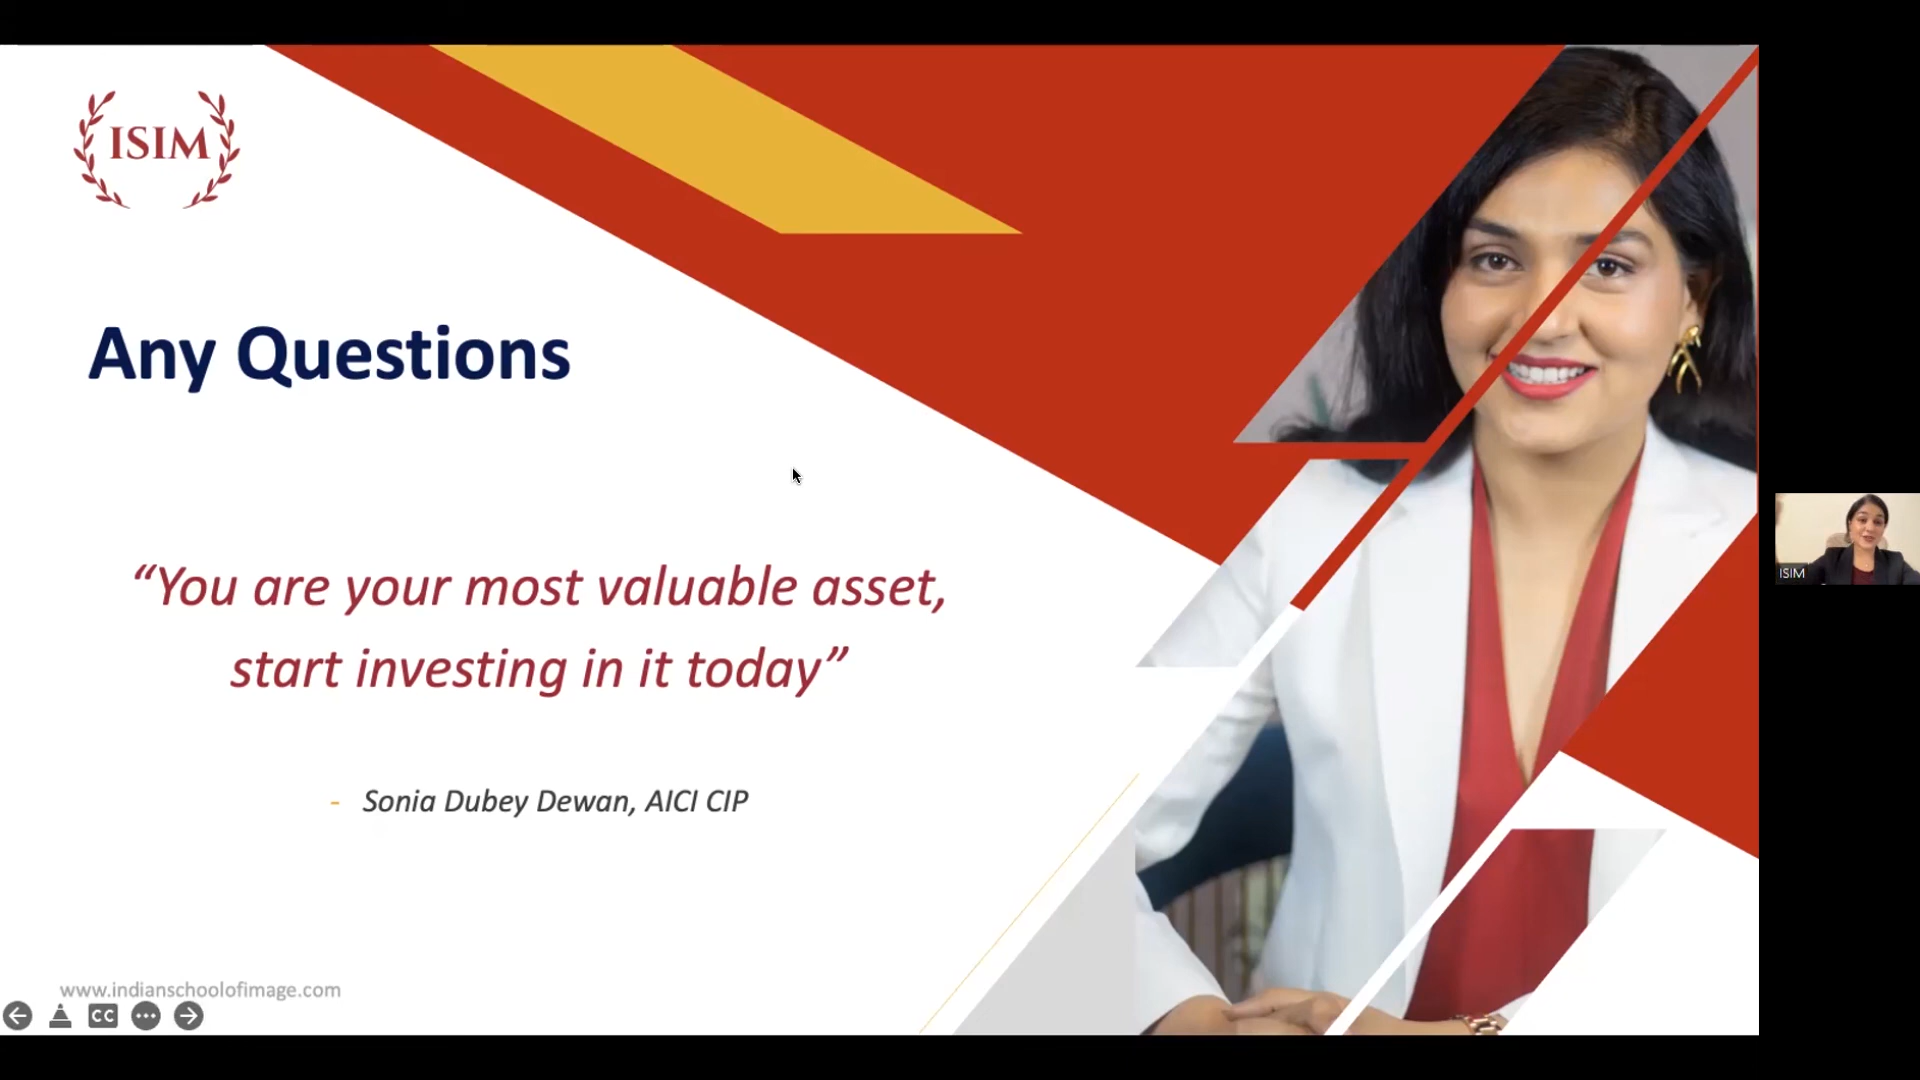 ISIM
Any Questions
“You are your most valuable asset,
start investing in it today”
- Sonia Dubey Dewan, AICI CIP
ISIM
www.indianschoolofimage.com
CC